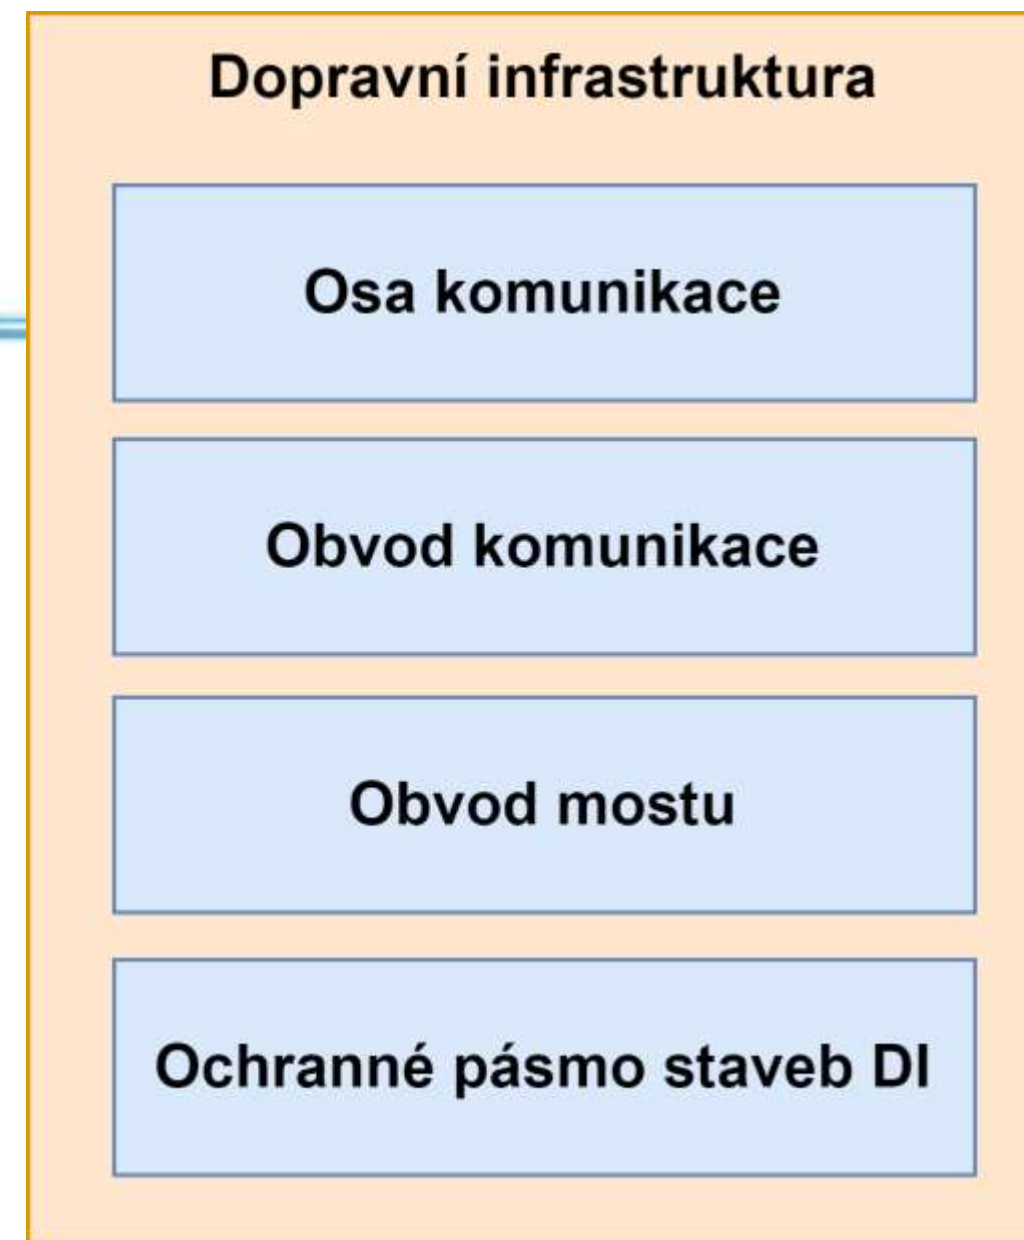 Dopravní infrastruktura
Osa komunikace
Obvod komunikace
Obvod mostu
Ochranné pásmo staveb DI